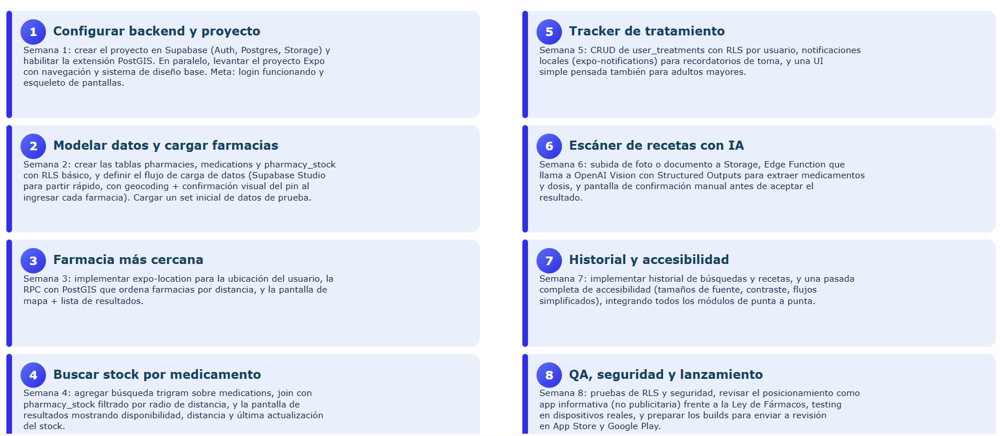 1 Configurar backend y proyecto
Semana 1: crear el proyecto en Supabase (Auth, Postgres, Storage) y
habilitar la extensión PostGIS. En paralelo, levantar el proyecto Expo
con navegación y sistema de diseño base. Meta: login funcionando y
esqueleto de pantallas.
2 Modelar datos y cargar farmacias
Semana 2: crear las tablas pharmacies, medications y pharmacy_stock
con RLS básico, y definir el flujo de carga de datos (Supabase Studio
para partir rápido, con geocoding + confirmación visual del pin al
ingresar cada farmacia). Cargar un set inicial de datos de prueba.
3 Farmacia más cercana
Semana 3: implementar expo-location para la ubicación del usuario, la
RPC con PostGIS que ordena farmacias por distancia, y la pantalla de
mapa + lista de resultados.
4 Buscar stock por medicamento
Semana 4: agregar búsqueda trigram sobre medications, join con
pharmacy_stock filtrado por radio de distancia, y la pantalla de
resultados mostrando disponibilidad, distancia y última actualización
del stock.
5 Tracker de tratamiento
Semana 5: CRUD de user_treatments con RLS por usuario, notificaciones
locales (expo-notifications) para recordatorios de toma, y una UI
simple pensada también para adultos mayores.
6 Escáner de recetas con IA
Semana 6: subida de foto o documento a Storage, Edge Function que
llama a OpenAI Vision con Structured Outputs para extraer medicamentos
y dosis, y pantalla de confirmación manual antes de aceptar el
resultado.
7 Historial y accesibilidad
Semana 7: implementar historial de búsquedas y recetas, y una pasada
completa de accesibilidad (tamaños de fuente, contraste, flujos
simplificados), integrando todos los módulos de punta a punta.
8 QA, seguridad y lanzamiento
Semana 8: pruebas de RLS y seguridad, revisar el posicionamiento como
app informativa (no publicitaria) frente a la Ley de Fármacos, testing
en dispositivos reales, y preparar los builds para enviar a revisión
en App Store y Google Play.